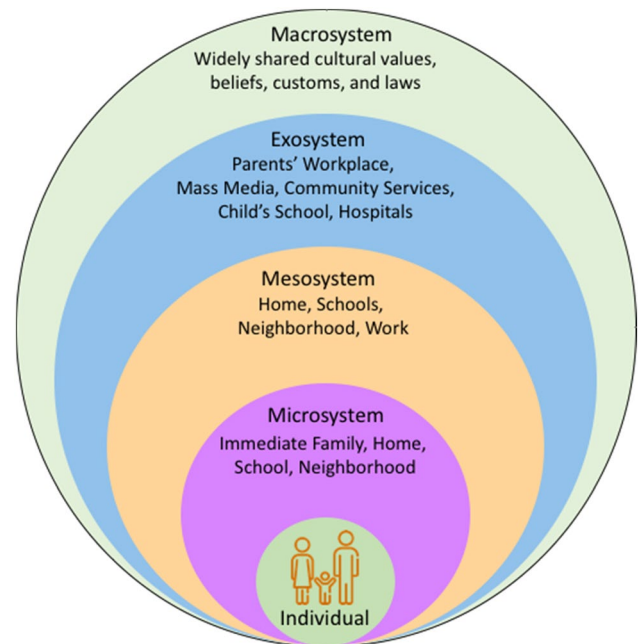 Macrosystem
Widely shared cultural values,
beliefs, customs, and laws
Exosystem
Parents’ Workplace,
Mass Media, Community Services,
Child’s School, Hospitals
Mesosystem
Home, Schools,
Neighborhood, Work
Microsystem
Immediate Family, Home,
School, Neighborhood
Individual